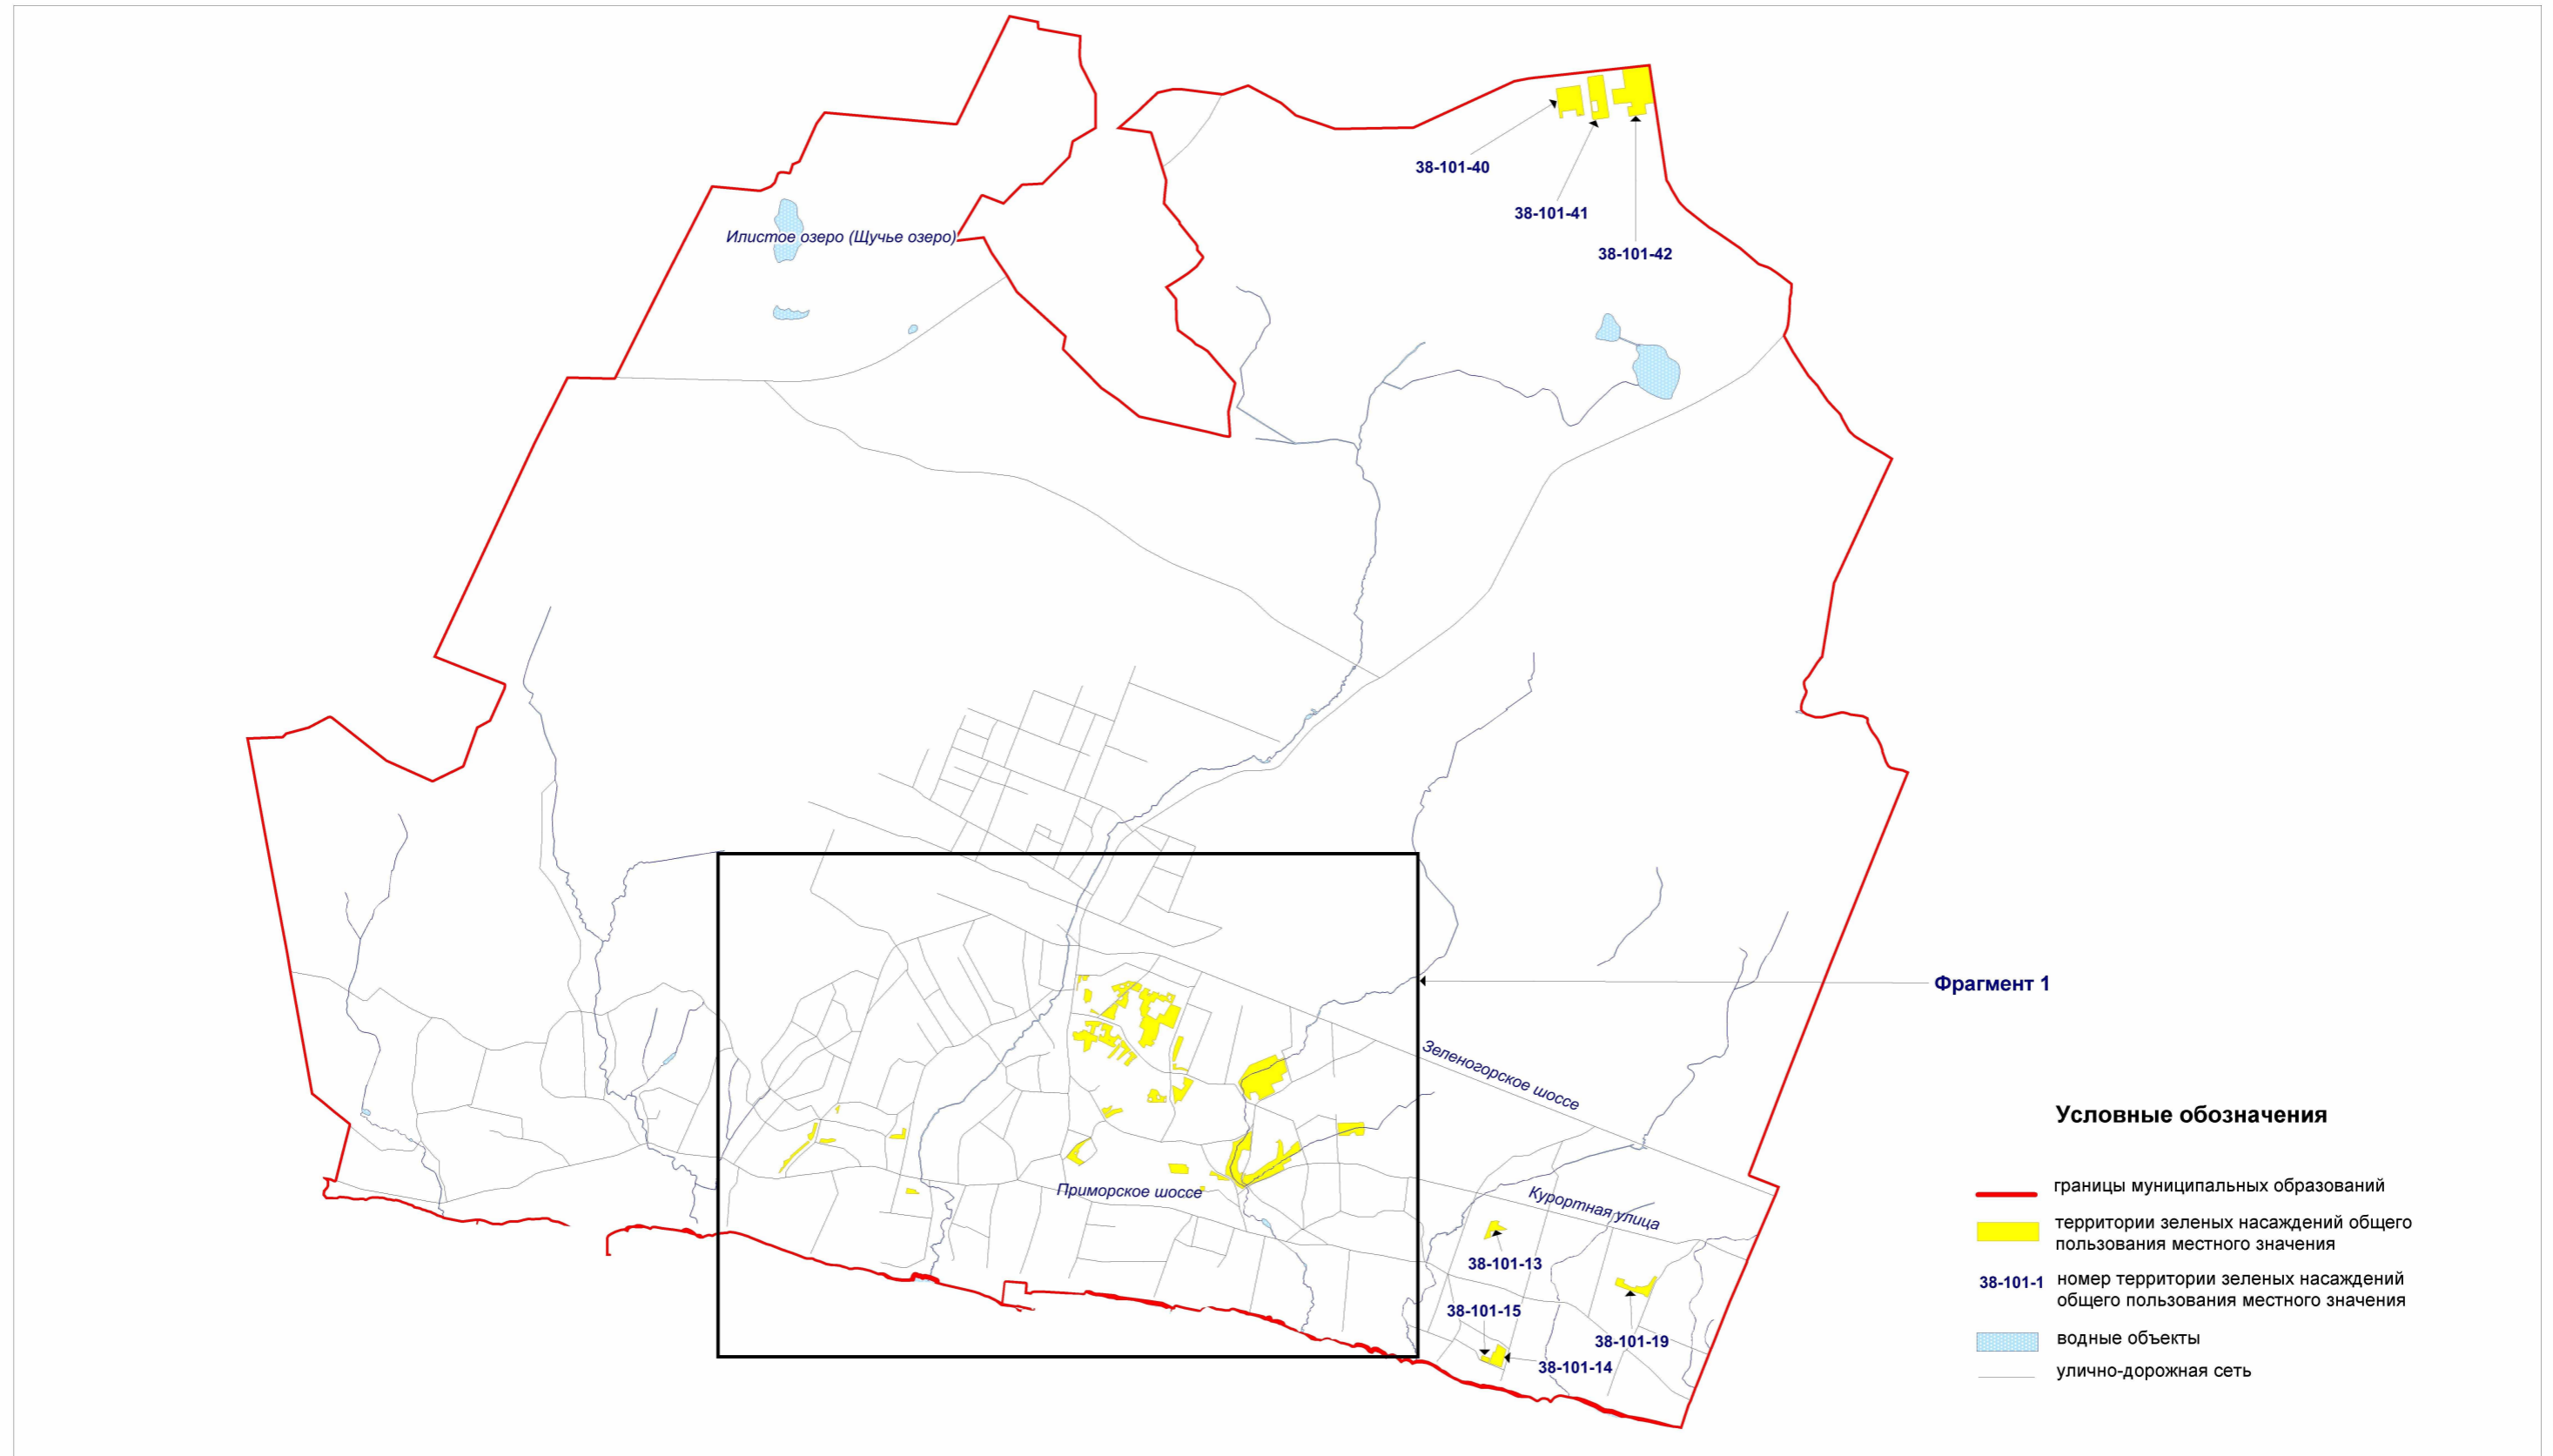 38-101-40
38-101-41
38-101-42
Илистое озеро (Щучье озеро)
Фрагмент 1
Зеленогорское шоссе
Приморское шоссе
Курортная улица
38-101-13
38-101-15
38-101-19
38-101-14
Условные обозначения
границы муниципальных образований
территории зеленых насаждений общего
пользования местного значения
38-101-1 номер территории зеленых насаждений
общего пользования местного значения
водные объекты
улично-дорожная сеть